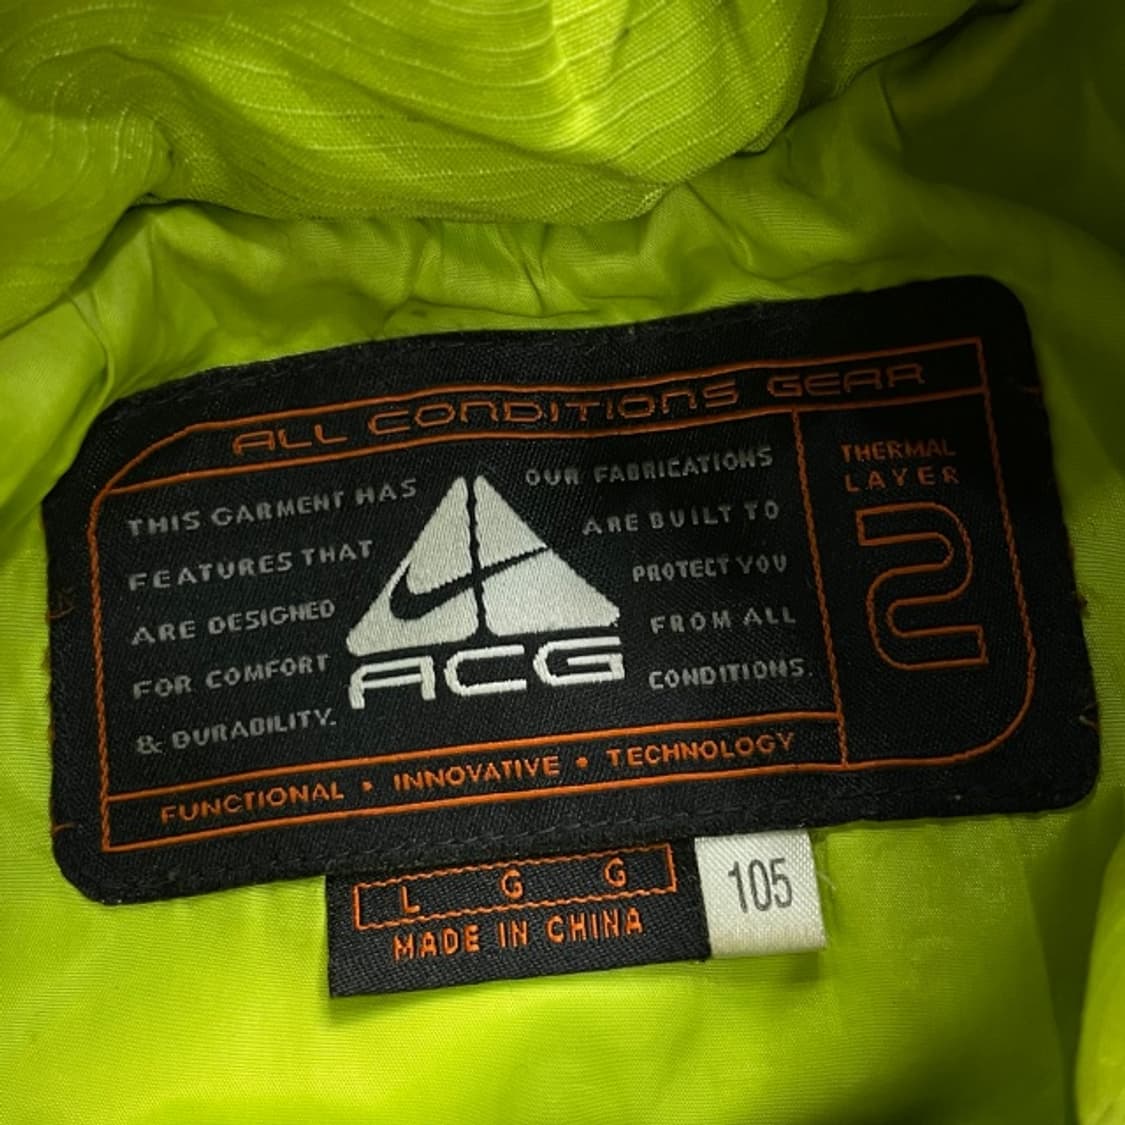 ALL CONDITIONS GEAR
THIS GARMENT HAS
FEATURES THAT
ARE DESIGNED
FOR COMFORT
& DURABILITY.
ACG
OUR FABRICATIONS
ARE BUILT TO
PROTECT YOU
FROM ALL
CONDITIONS.
THERMAL
LAYER
2
FUNCTIONAL • INNOVATIVE • TECHNOLOGY
L G G
MADE IN CHINA
105